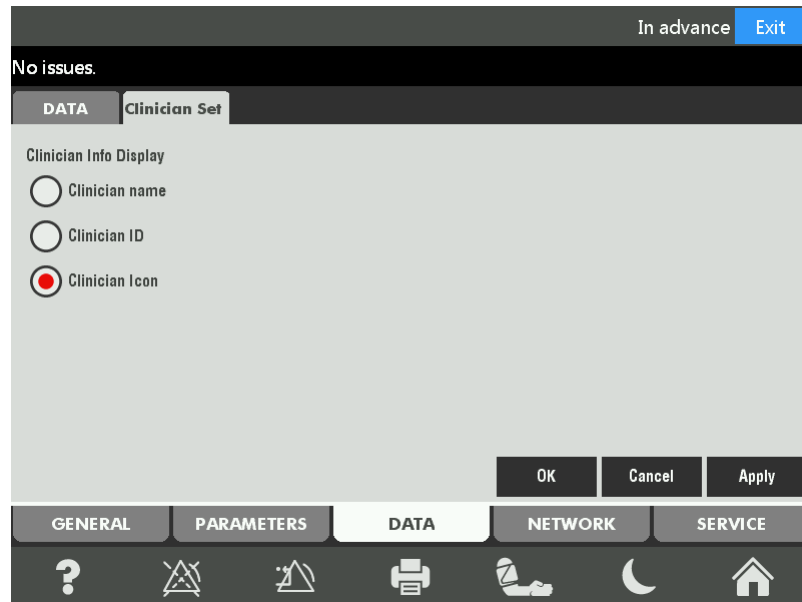 In advance Exit
No issues.
DATA Clinician Set
Clinician Info Display
Clinician name
Clinician ID
Clinician Icon
OK Cancel Apply
GENERAL PARAMETERS DATA NETWORK SERVICE
?